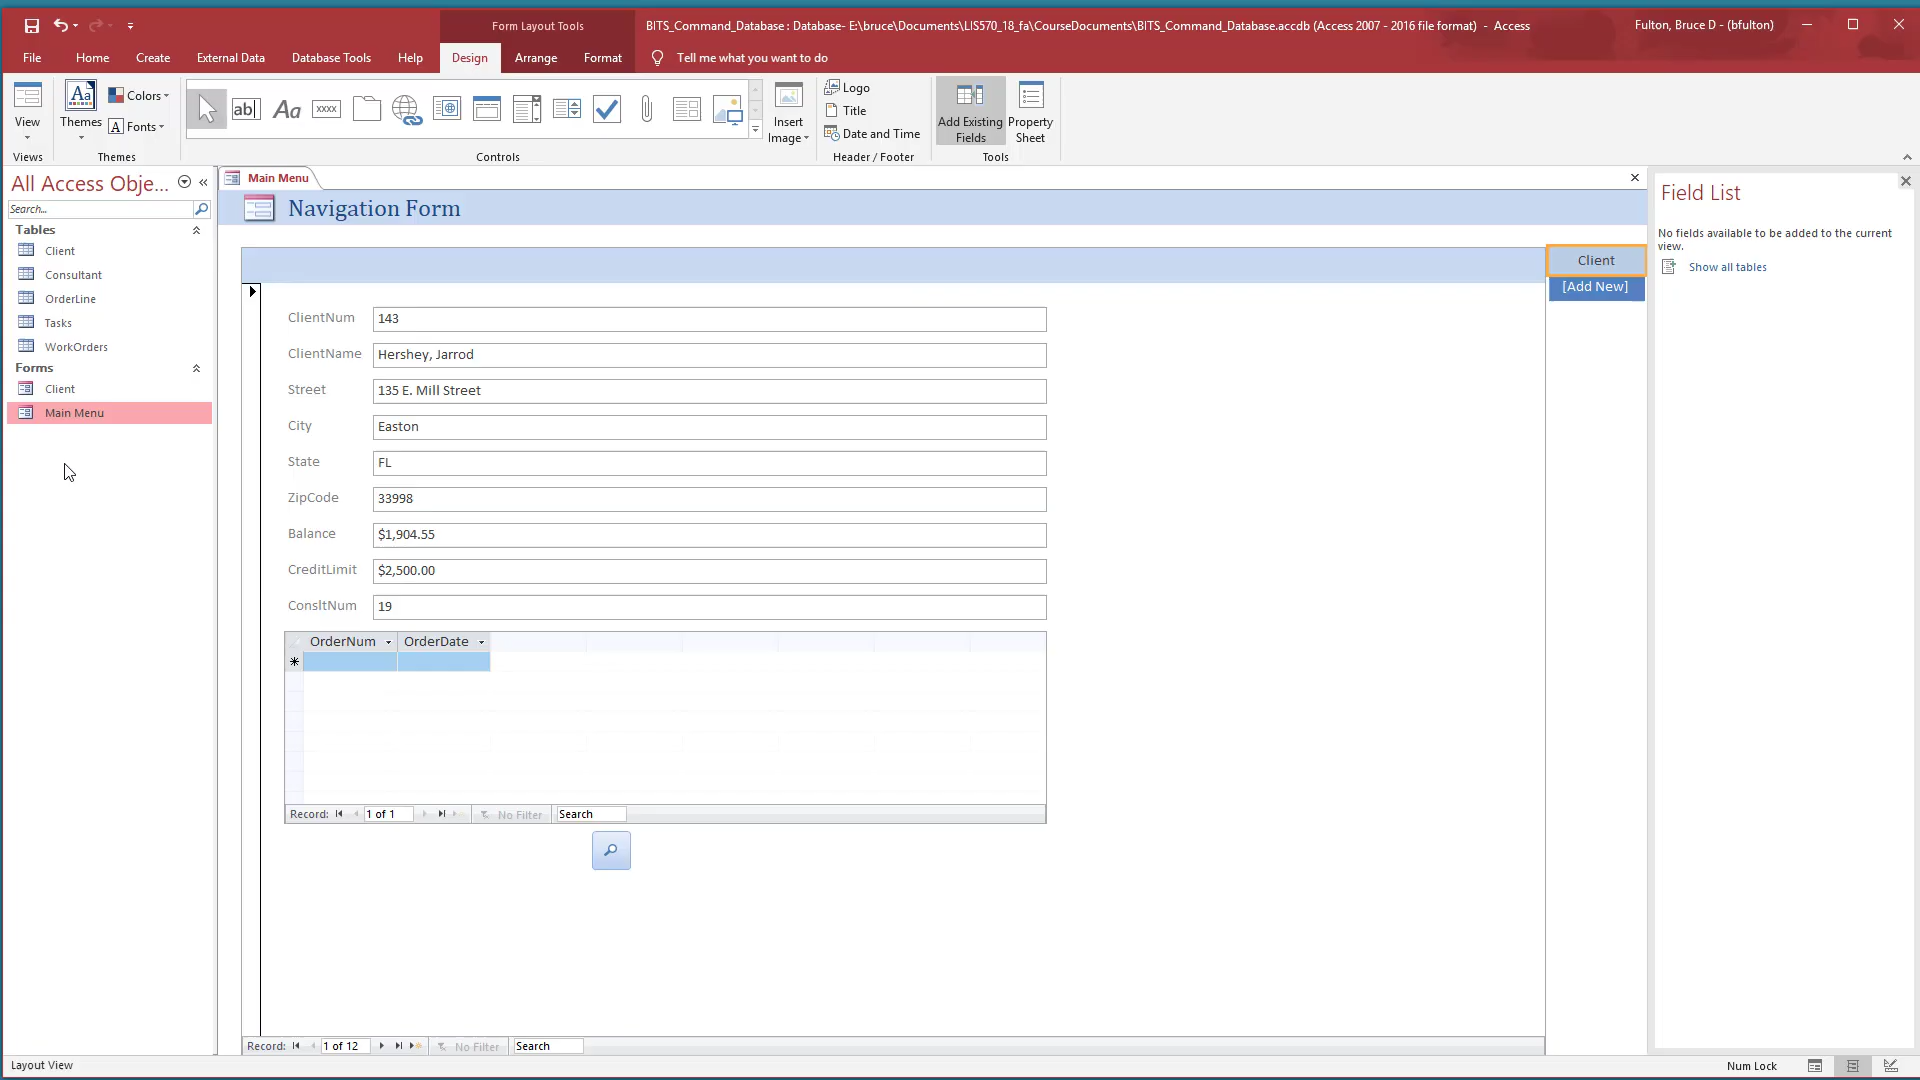 Form Layout Tools
BITS_Command_Database : Database- E:\bruce\Documents\LIS570_18_fa\CourseDocuments\BITS_Command_Database.accdb (Access 2007 - 2016 file format) - Access
Fulton, Bruce D - (bfulton)
File Home Create External Data Database Tools Help Design Arrange Format Tell me what you want to do
View
Views
Aa
Themes
Colors
A Fonts
Themes
ab|
Aa
xxxx
Controls
Insert
Image
Logo
Title
Date and Time
Header / Footer
Add Existing
Fields
Property
Sheet
Tools
All Access Obje...
Search...
Tables
Client
Consultant
OrderLine
Tasks
WorkOrders
Forms
Client
Main Menu
Main Menu
Navigation Form
Client
[Add New]
ClientNum 143
ClientName Hershey, Jarrod
Street 135 E. Mill Street
City Easton
State FL
ZipCode 33998
Balance $1,904.55
CreditLimit $2,500.00
ConsltNum 19
OrderNum OrderDate
Record: 1 of 1 No Filter Search
Record: 1 of 12 No Filter Search
Field List
No fields available to be added to the current
view.
Show all tables
Layout View
Num Lock